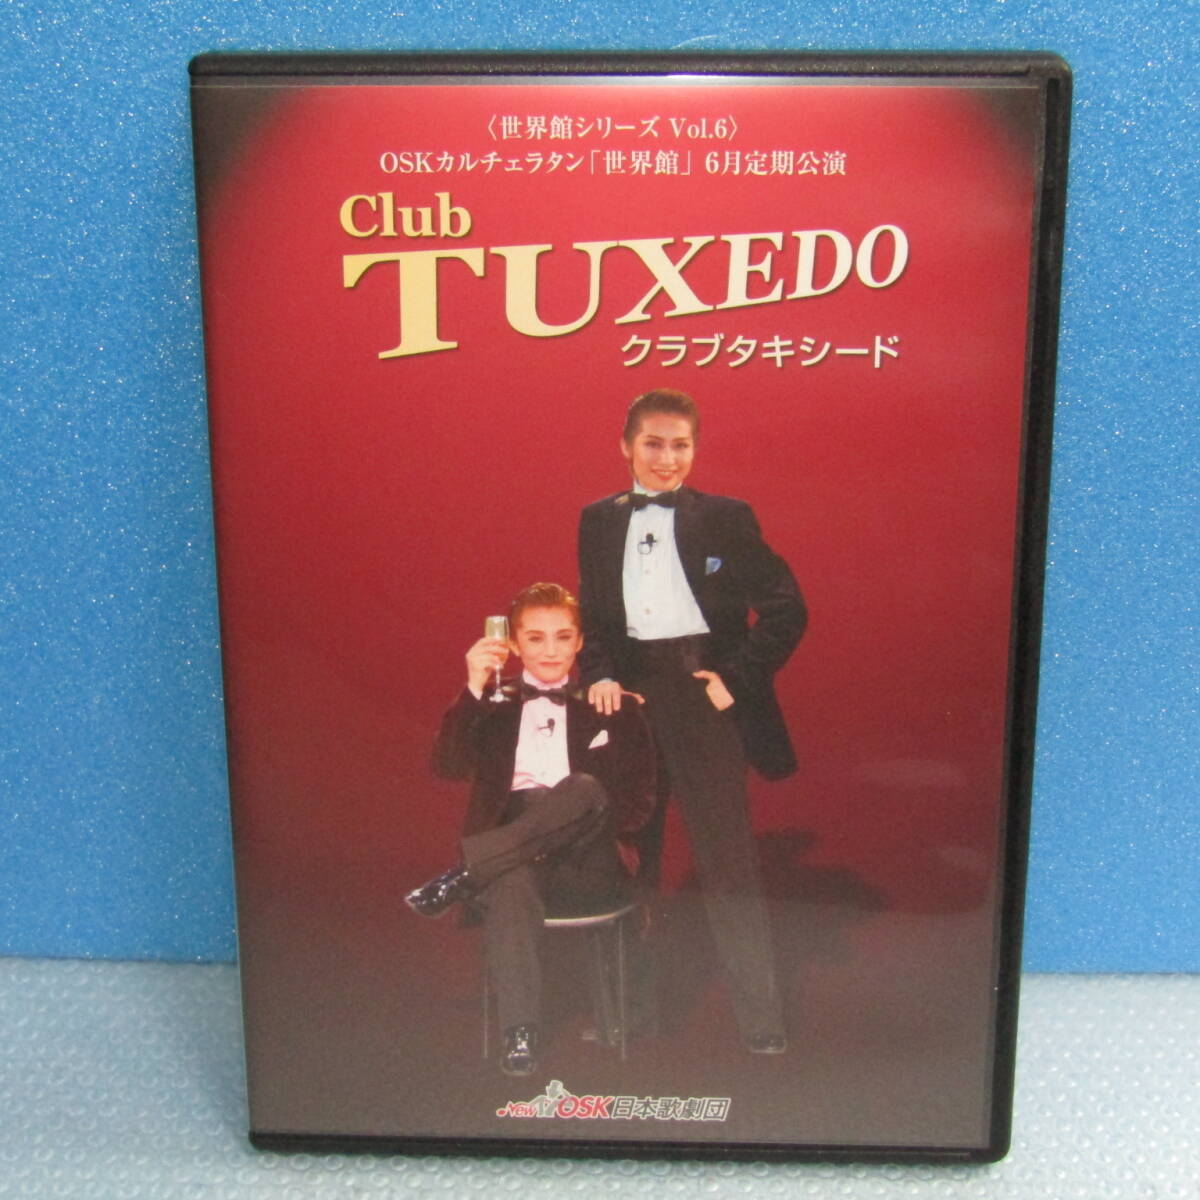 〈世界館シリーズ Vol.6〉
OSKカルチェラタン「世界館」6月定期公演
Club
TUXEDO
クラブタキシード
New OSK日本歌劇団